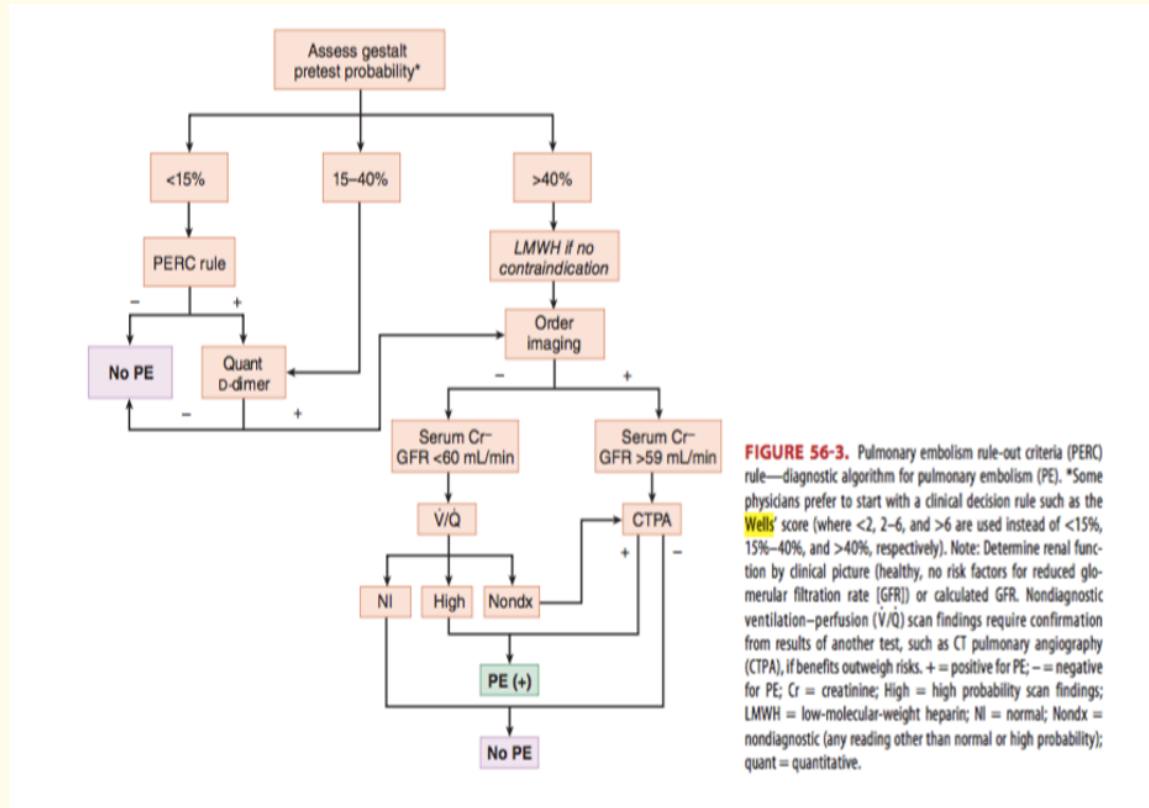 Assess gestalt
pretest probability*
<15%
15–40%
>40%
PERC rule
LMWH if no
contraindication
– +
Order
imaging
No PE
Quant
D-dimer
– +
– +
Serum Cr–
GFR <60 mL/min
Serum Cr–
GFR >59 mL/min
V̇/Q̇
CTPA
+ –
NI
High
Nondx
PE (+)
No PE
FIGURE 56-3. Pulmonary embolism rule-out criteria (PERC)
rule—diagnostic algorithm for pulmonary embolism (PE). *Some
physicians prefer to start with a clinical decision rule such as the
Wells' score (where <2, 2–6, and >6 are used instead of <15%,
15%–40%, and >40%, respectively). Note: Determine renal func-
tion by clinical picture (healthy, no risk factors for reduced glo-
merular filtration rate [GFR]) or calculated GFR. Nondiagnostic
ventilation–perfusion (V̇/Q̇) scan findings require confirmation
from results of another test, such as CT pulmonary angiography
(CTPA), if benefits outweigh risks. + = positive for PE; – = negative
for PE; Cr = creatinine; High = high probability scan findings;
LMWH = low-molecular-weight heparin; Nl = normal; Nondx =
nondiagnostic (any reading other than normal or high probability);
quant = quantitative.